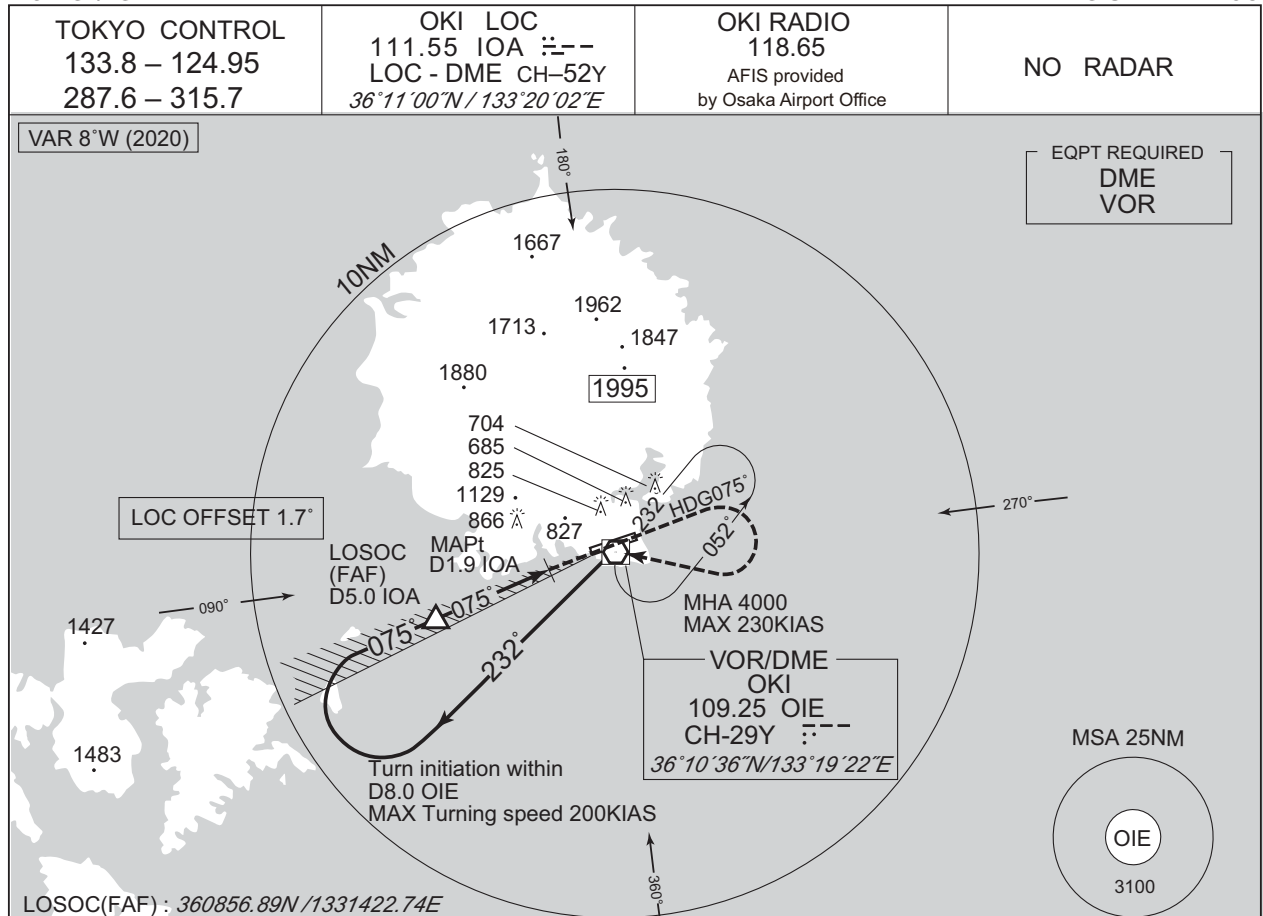 TOKYO CONTROL
133.8 – 124.95
287.6 – 315.7
OKI LOC
111.55 IOA
LOC - DME CH–52Y
36°11′00″N / 133°20′02″E
OKI RADIO
118.65
AFIS provided
by Osaka Airport Office
NO RADAR
VAR 8°W (2020)
EQPT REQUIRED
DME
VOR
180°
10NM
1667
1962
1713
1847
1880
1995
704
685
825
1129
866
827
232
HDG075°
052°
270°
LOC OFFSET 1.7°
LOSOC
(FAF)
D5.0 IOA
MAPt
D1.9 IOA
090°
075°
075°
232°
MHA 4000
MAX 230KIAS
1427
1483
VOR/DME
OKI
109.25 OIE
CH-29Y
36°10′36″N/133°19′22″E
Turn initiation within
D8.0 OIE
MAX Turning speed 200KIAS
MSA 25NM
OIE
3100
360°
LOSOC(FAF) : 360856.89N /1331422.74E